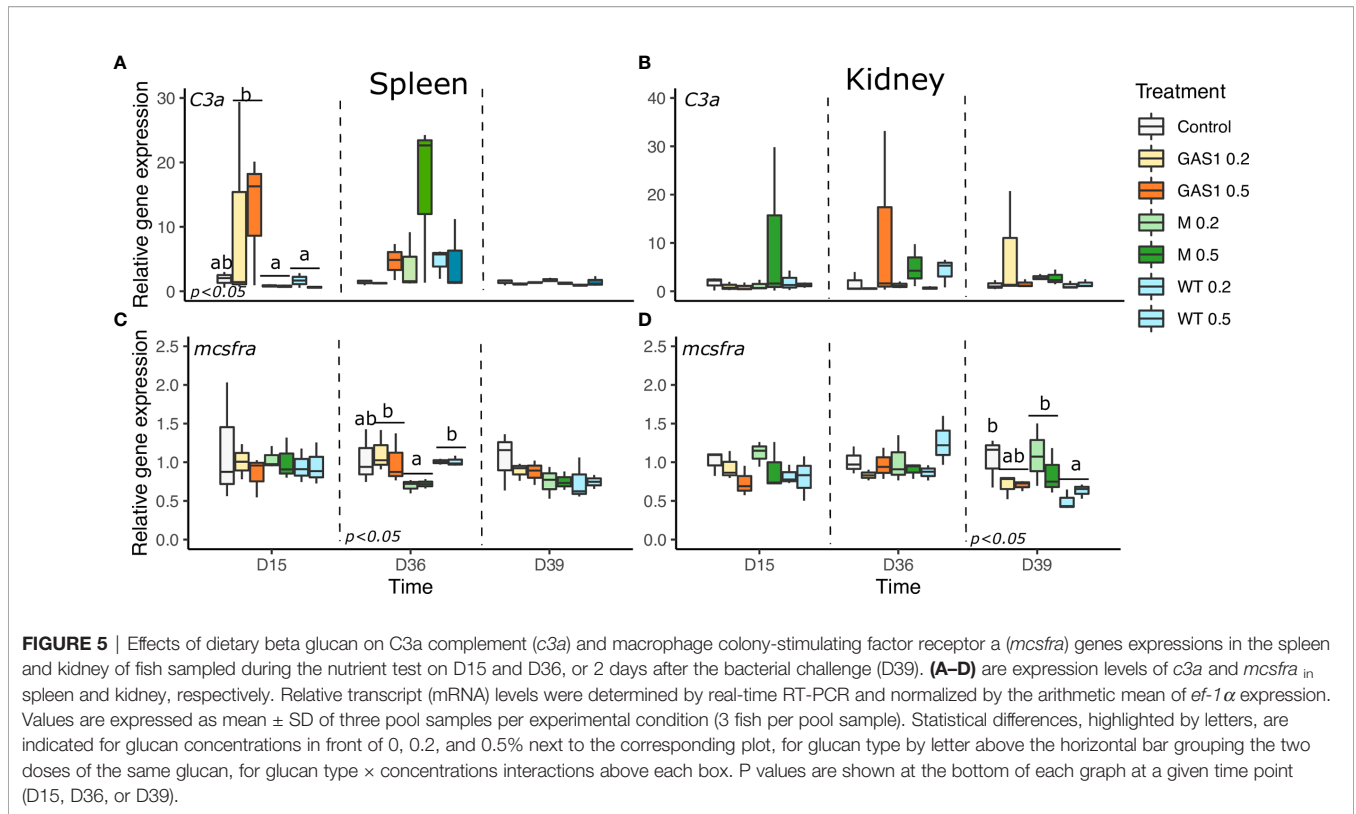 A
Spleen
B
Kidney
Treatment
Control
GAS1 0.2
GAS1 0.5
M 0.2
M 0.5
WT 0.2
WT 0.5
Relative gene expression
30
20
10
0
C3a
b
ab
a
a
p<0.05
40
30
20
10
0
C3a
C
D
Relative gene expression
2.5
2.0
1.5
1.0
0.5
0.0
mcsfra
ab
b
a
b
p<0.05
D15
D36
D39
Time
2.5
2.0
1.5
1.0
0.5
0.0
mcsfra
b
ab
b
a
p<0.05
D15
D36
D39
Time
FIGURE 5 | Effects of dietary beta glucan on C3a complement (c3a) and macrophage colony-stimulating factor receptor a (mcsfra) genes expressions in the spleen
and kidney of fish sampled during the nutrient test on D15 and D36, or 2 days after the bacterial challenge (D39). (A–D) are expression levels of c3a and mcsfra in
spleen and kidney, respectively. Relative transcript (mRNA) levels were determined by real-time RT-PCR and normalized by the arithmetic mean of ef-1α expression.
Values are expressed as mean ± SD of three pool samples per experimental condition (3 fish per pool sample). Statistical differences, highlighted by letters, are
indicated for glucan concentrations in front of 0, 0.2, and 0.5% next to the corresponding plot, for glucan type by letter above the horizontal bar grouping the two
doses of the same glucan, for glucan type × concentrations interactions above each box. P values are shown at the bottom of each graph at a given time point
(D15, D36, or D39).